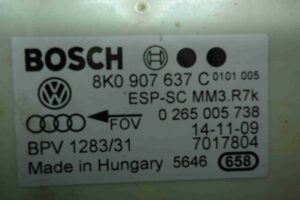 BOSCH
8K0 907 637 C 0101 005
ESP-SC MM3.R7k
FOV 0 265 005 738
14-11-09
BPV 1283/31 7017804
Made in Hungary 5646 658